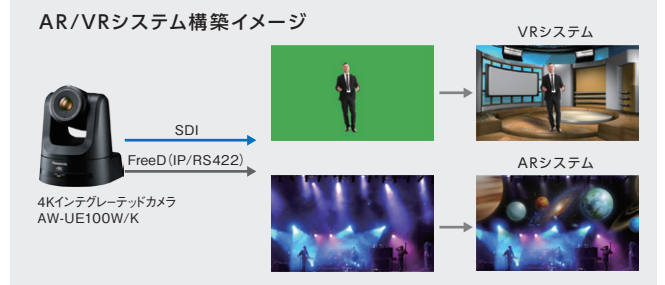 AR/VRシステム構築イメージ
VRシステム
SDI
FreeD(IP/RS422)
ARシステム
4Kインテグレーテッドカメラ
AW-UE100W/K